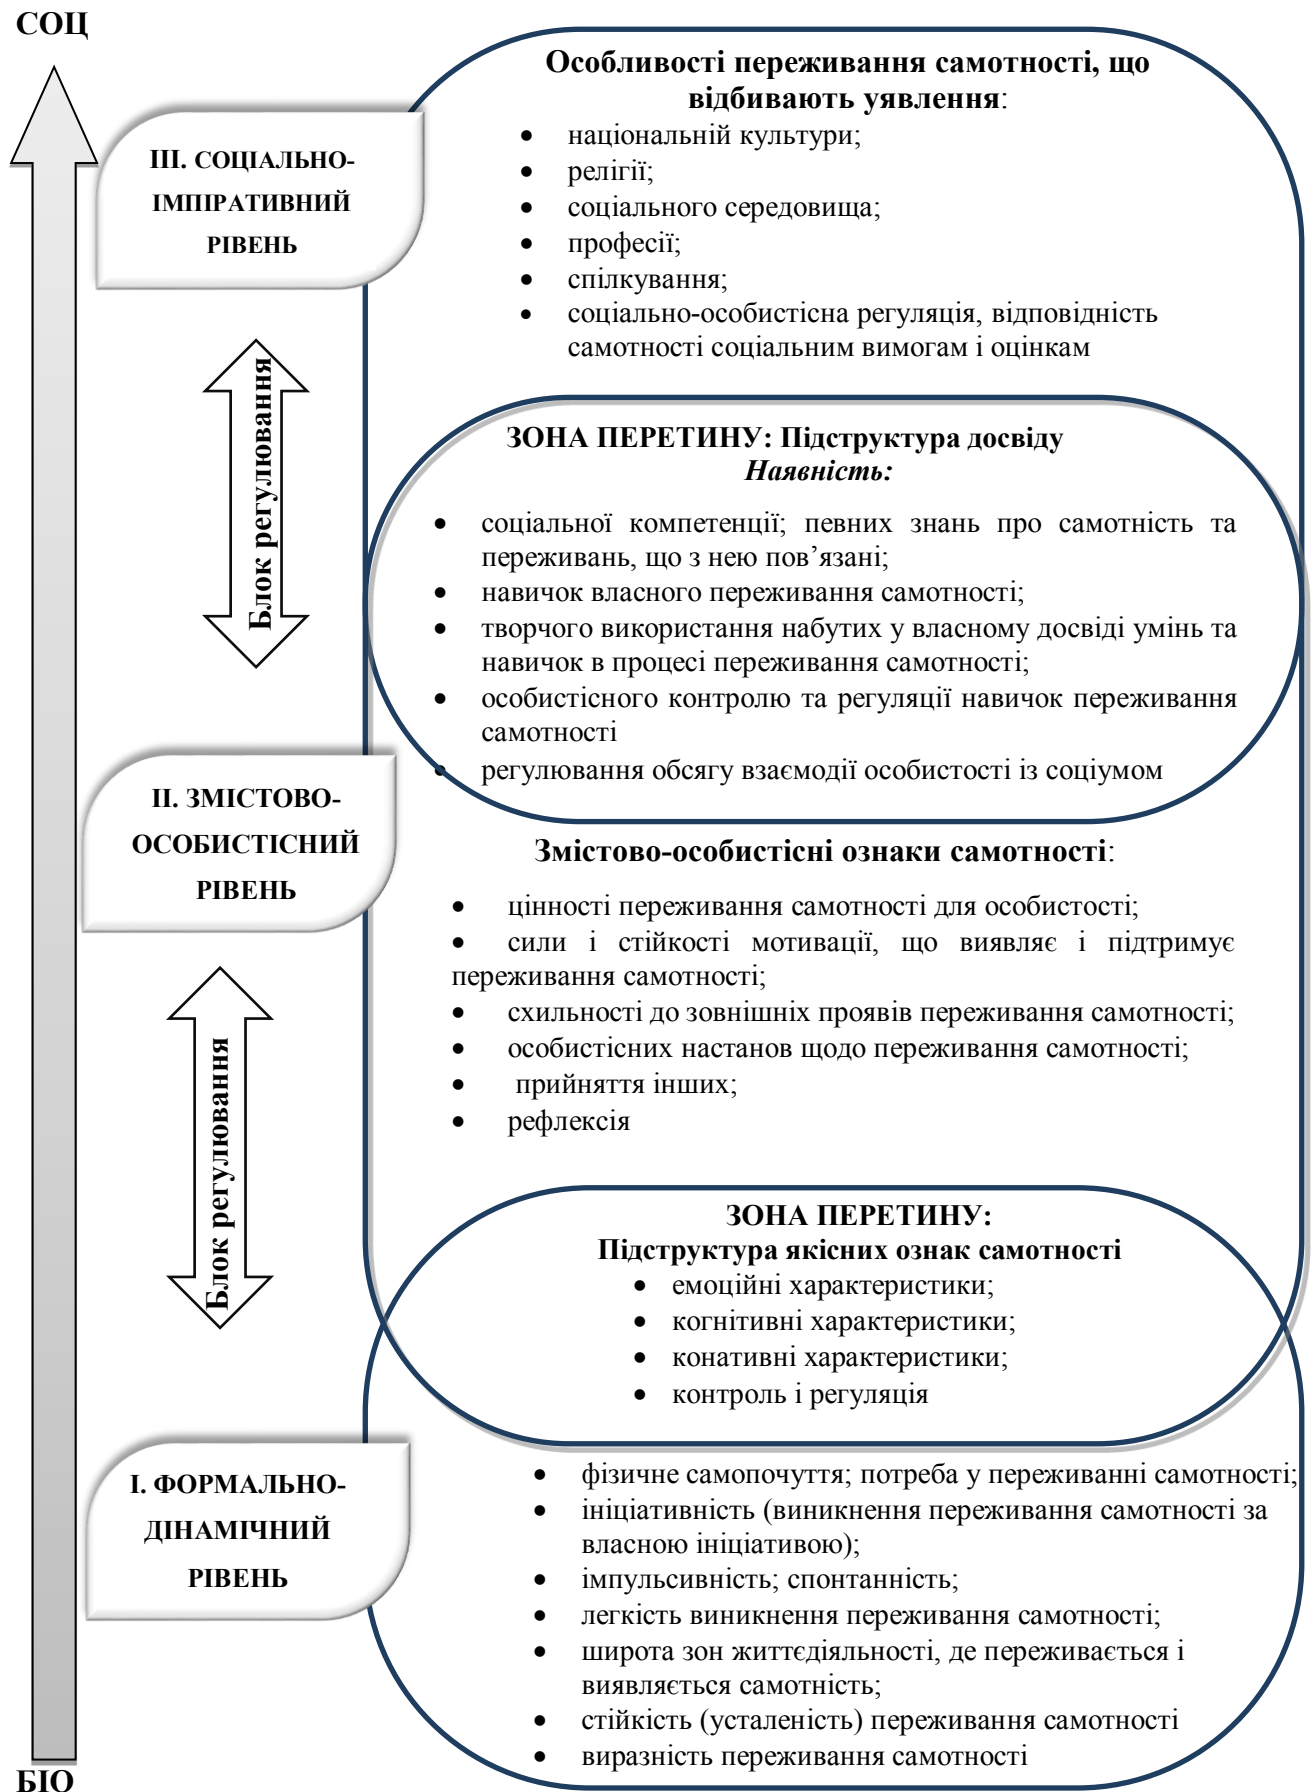 СОЦ
ІІІ. СОЦІАЛЬНО-
ІМПІРАТИВНИЙ
РІВЕНЬ
Особливості переживання самотності, що
відбивають уявлення:
• національній культури;
• релігії;
• соціального середовища;
• професії;
• спілкування;
• соціально-особистісна регуляція, відповідність
самотності соціальним вимогам і оцінкам
Блок регулювання
ЗОНА ПЕРЕТИНУ: Підструктура досвіду
Наявність:
• соціальної компетенції; певних знань про самотність та
переживань, що з нею пов’язані;
• навичок власного переживання самотності;
• творчого використання набутих у власному досвіді умінь та
навичок в процесі переживання самотності;
• особистісного контролю та регуляції навичок переживання
самотності
• регулювання обсягу взаємодії особистості із соціумом
ІІ. ЗМІСТОВО-
ОСОБИСТІСНИЙ
РІВЕНЬ
Змістово-особистісні ознаки самотності:
• цінності переживання самотності для особистості;
• сили і стійкості мотивації, що виявляє і підтримує
переживання самотності;
• схильності до зовнішніх проявів переживання самотності;
• особистісних настанов щодо переживання самотності;
• прийняття інших;
• рефлексія
Блок регулювання
ЗОНА ПЕРЕТИНУ:
Підструктура якісних ознак самотності
• емоційні характеристики;
• когнітивні характеристики;
• конативні характеристики;
• контроль і регуляція
І. ФОРМАЛЬНО-
ДІНАМІЧНИЙ
РІВЕНЬ
• фізичне самопочуття; потреба у переживанні самотності;
• ініціативність (виникнення переживання самотності за
власною ініціативою);
• імпульсивність; спонтанність;
• легкість виникнення переживання самотності;
• широта зон життєдіяльності, де переживається і
виявляється самотність;
• стійкість (усталеність) переживання самотності
• виразність переживання самотності
БІО